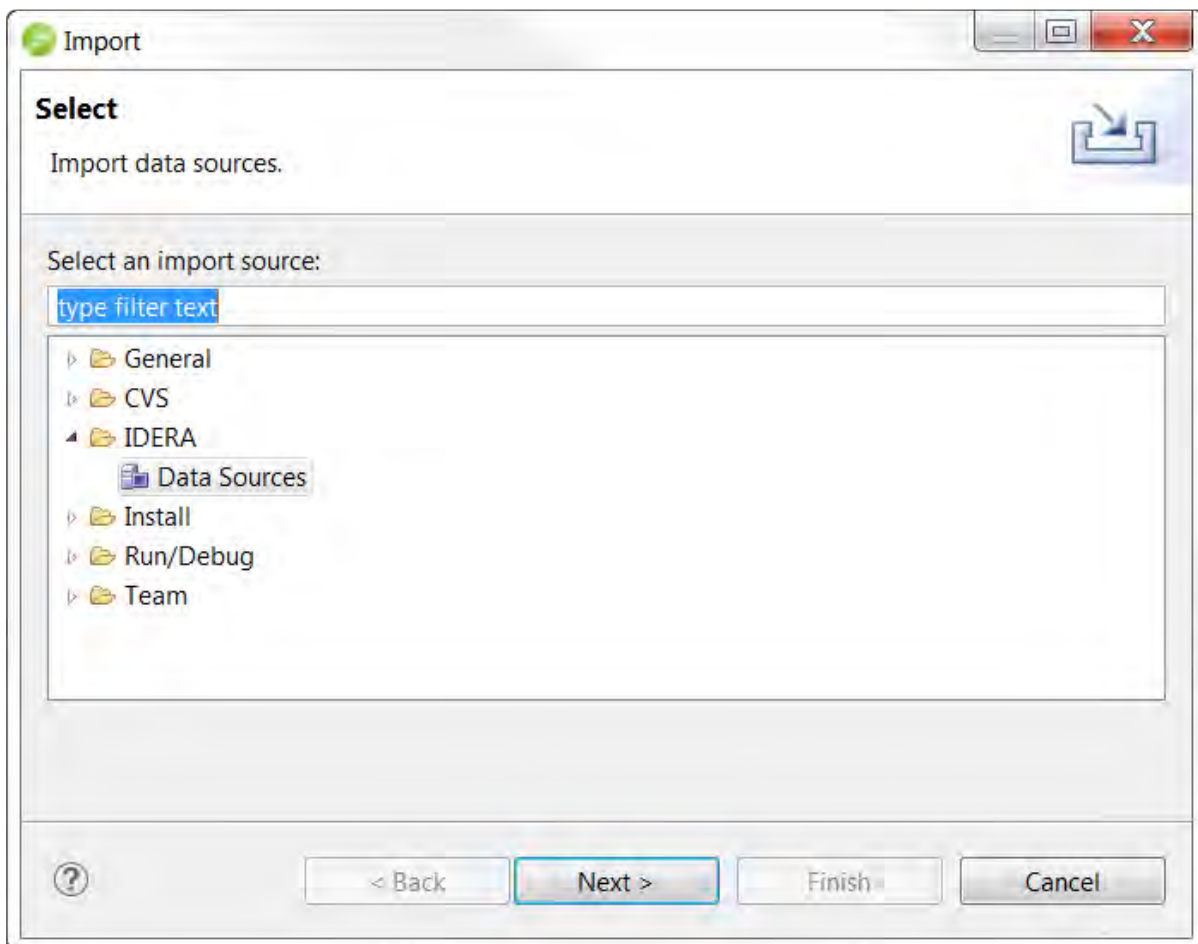 Import
Select
Import data sources.
Select an import source:
type filter text
General
CVS
IDERA
Data Sources
Install
Run/Debug
Team
? < Back Next > Finish Cancel